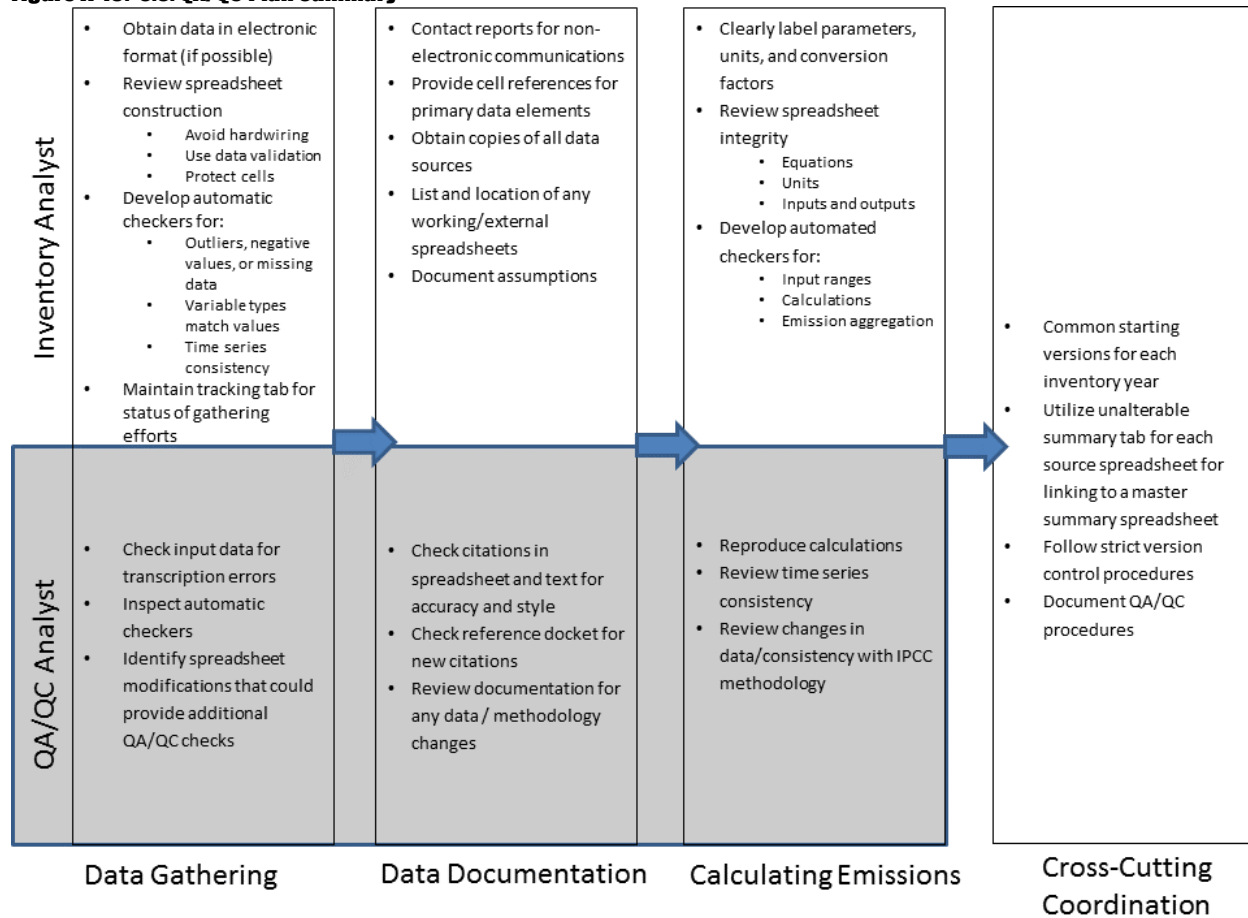 Inventory Analyst
• Obtain data in electronic
format (if possible)
• Review spreadsheet
construction
• Avoid hardwiring
• Use data validation
• Protect cells
• Develop automatic
checkers for:
• Outliers, negative
values, or missing
data
• Variable types
match values
• Time series
consistency
• Maintain tracking tab for
status of gathering
efforts
• Contact reports for non-
electronic communications
• Provide cell references for
primary data elements
• Obtain copies of all data
sources
• List and location of any
working/external
spreadsheets
• Document assumptions
• Clearly label parameters,
units, and conversion
factors
• Review spreadsheet
integrity
• Equations
• Units
• Inputs and outputs
• Develop automated
checkers for:
• Input ranges
• Calculations
• Emission aggregation
QA/QC Analyst
• Check input data for
transcription errors
• Inspect automatic
checkers
• Identify spreadsheet
modifications that could
provide additional
QA/QC checks
• Check citations in
spreadsheet and text for
accuracy and style
• Check reference docket for
new citations
• Review documentation for
any data / methodology
changes
• Reproduce calculations
• Review time series
consistency
• Review changes in
data/consistency with IPCC
methodology
• Common starting
versions for each
inventory year
• Utilize unalterable
summary tab for each
source spreadsheet for
linking to a master
summary spreadsheet
• Follow strict version
control procedures
• Document QA/QC
procedures
Data Gathering
Data Documentation
Calculating Emissions
Cross-Cutting
Coordination